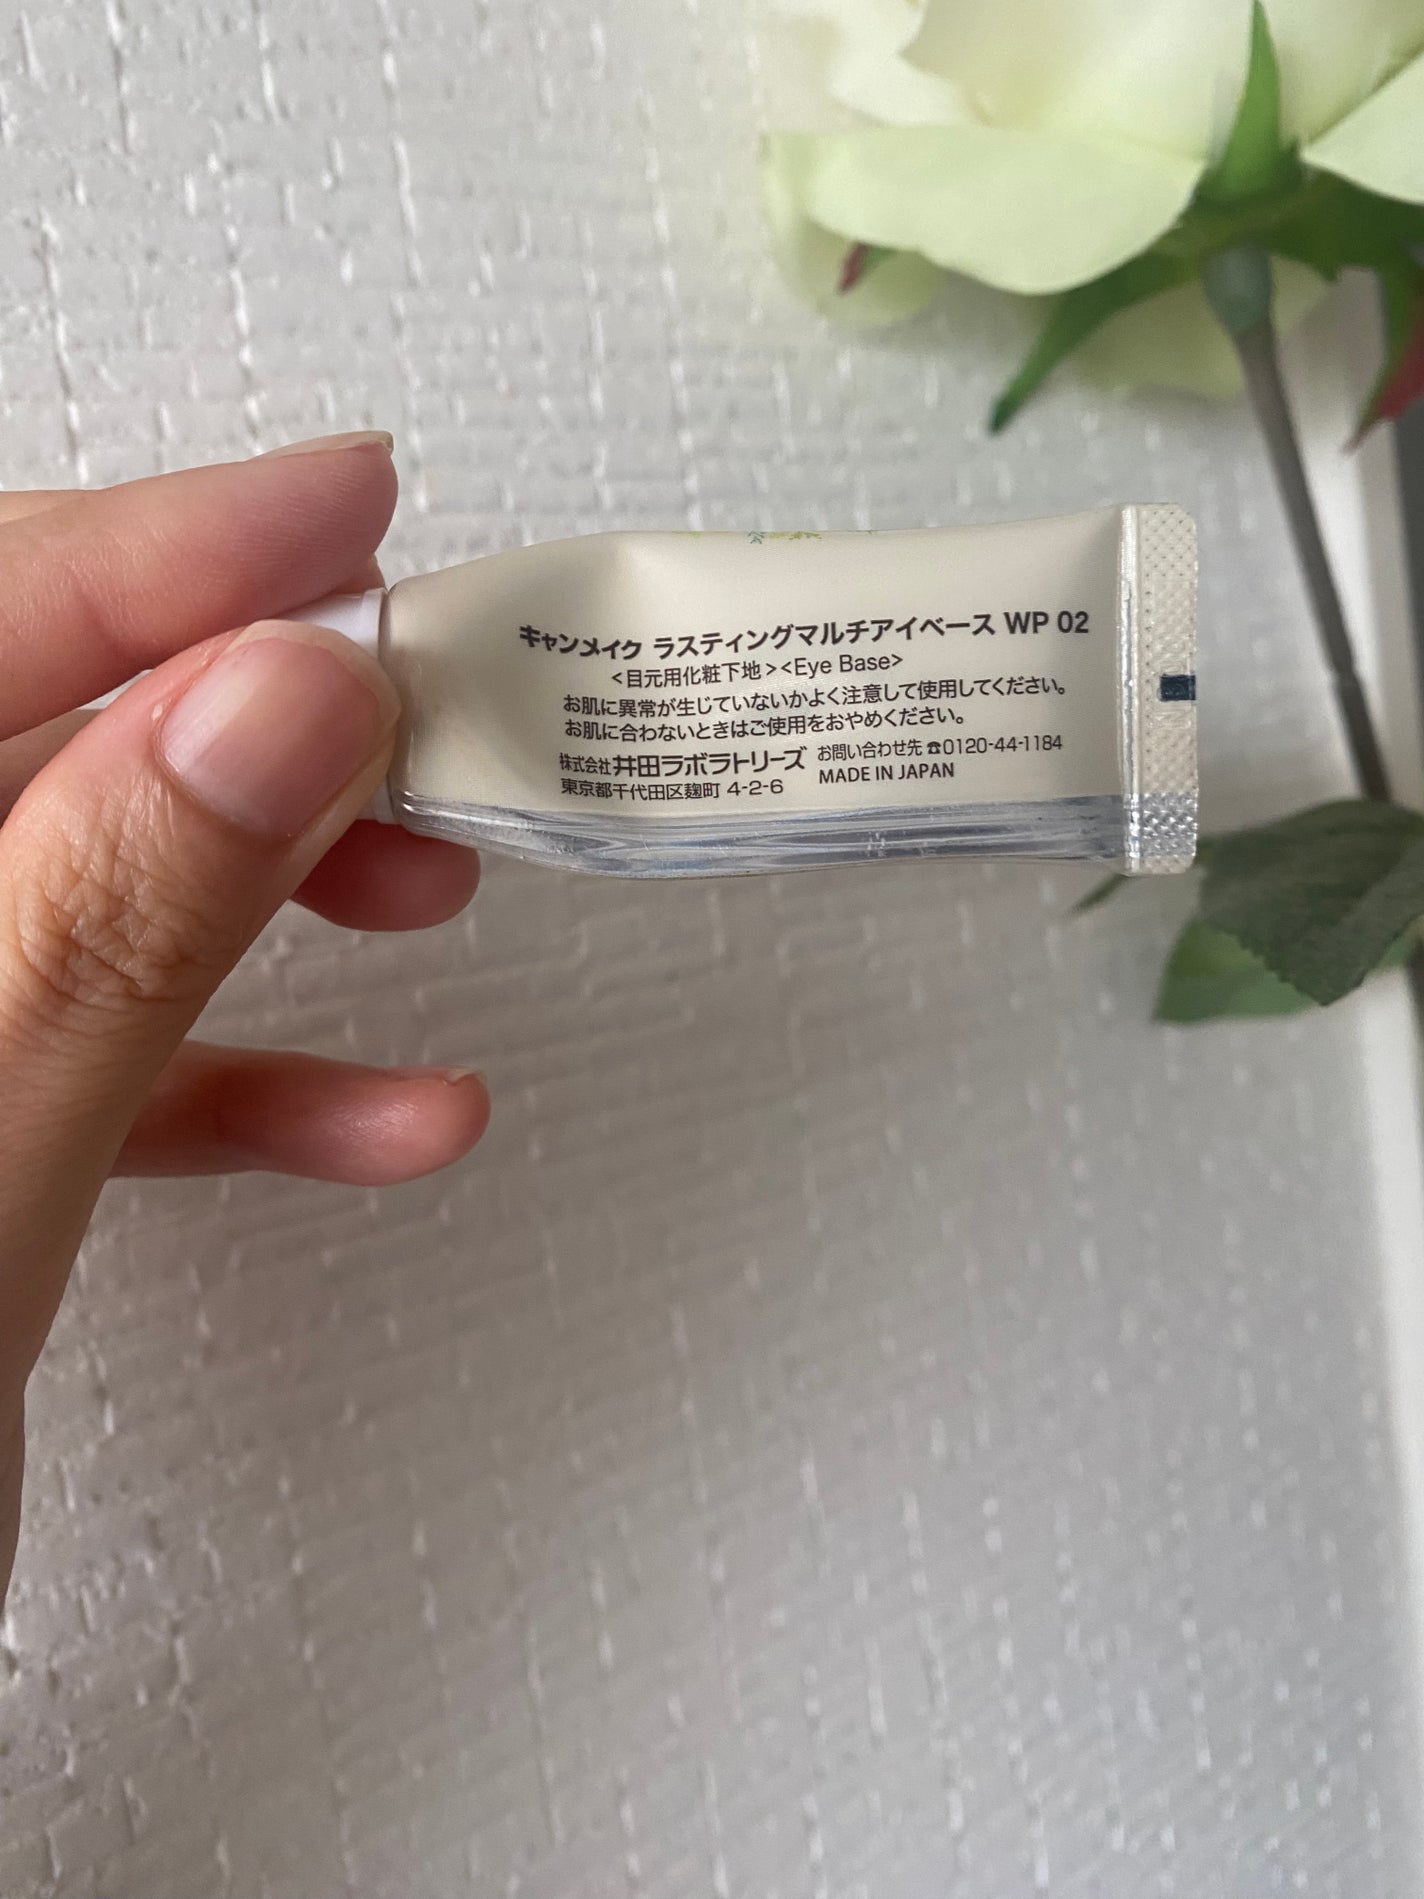 キャンメイク ラスティングマルチアイベース WP 02
<目元用化粧下地><Eye Base>
お肌に異常が生じていないかよく注意して使用してください。
お肌に合わないときはご使用をおやめください。
株式会社井田ラボラトリーズ お問い合わせ先 ☎0120-44-1184
東京都千代田区麹町 4-2-6 MADE IN JAPAN